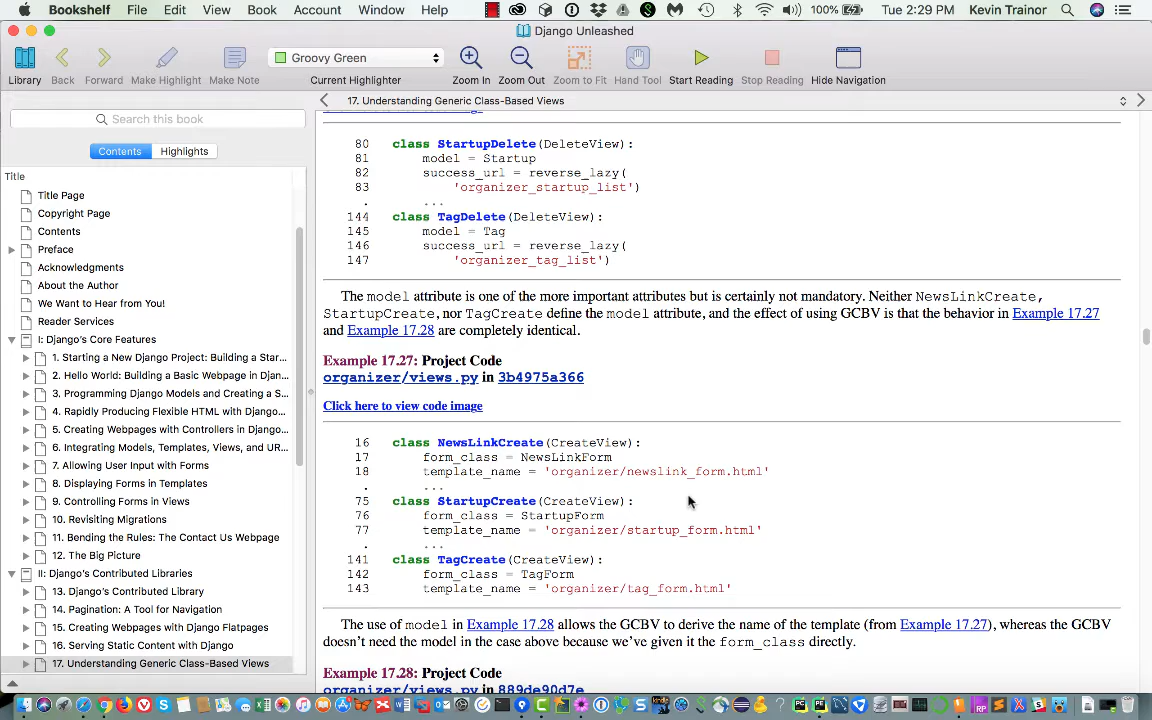 Bookshelf File Edit View Book Account Window Help 100% Tue 2:29 PM Kevin Trainor
Django Unleashed
Groovy Green
Library Back Forward Make Highlight Make Note Current Highlighter Zoom In Zoom Out Zoom to Fit Hand Tool Start Reading Stop Reading Hide Navigation
17. Understanding Generic Class-Based Views
Search this book
Contents Highlights
Title
Title Page
Copyright Page
Contents
Preface
Acknowledgments
About the Author
We Want to Hear from You!
Reader Services
I: Django's Core Features
1. Starting a New Django Project: Building a Star...
2. Hello World: Building a Basic Webpage in Djan...
3. Programming Django Models and Creating a S...
4. Rapidly Producing Flexible HTML with Django...
5. Creating Webpages with Controllers in Djang...
6. Integrating Models, Templates, Views, and UR...
7. Allowing User Input with Forms
8. Displaying Forms in Templates
9. Controlling Forms in Views
10. Revisiting Migrations
11. Bending the Rules: The Contact Us Webpage
12. The Big Picture
II: Django's Contributed Libraries
13. Django's Contributed Library
14. Pagination: A Tool for Navigation
15. Creating Webpages with Django Flatpages
16. Serving Static Content with Django
17. Understanding Generic Class-Based Views
80 class StartupDelete(DeleteView):
81 model = Startup
82 success_url = reverse_lazy(
83 'organizer_startup_list')
. ...
144 class TagDelete(DeleteView):
145 model = Tag
146 success_url = reverse_lazy(
147 'organizer_tag_list')
The model attribute is one of the more important attributes but is certainly not mandatory. Neither NewsLinkCreate,
StartupCreate, nor TagCreate define the model attribute, and the effect of using GCBV is that the behavior in Example 17.27
and Example 17.28 are completely identical.
Example 17.27: Project Code
organizer/views.py in 3b4975a366
Click here to view code image
16 class NewsLinkCreate(CreateView):
17 form_class = NewsLinkForm
18 template_name = 'organizer/newslink_form.html'
. ...
75 class StartupCreate(CreateView):
76 form_class = StartupForm
77 template_name = 'organizer/startup_form.html'
. ...
141 class TagCreate(CreateView):
142 form_class = TagForm
143 template_name = 'organizer/tag_form.html'
The use of model in Example 17.28 allows the GCBV to derive the name of the template (from Example 17.27), whereas the GCBV
doesn't need the model in the case above because we've given it the form_class directly.
Example 17.28: Project Code
organizer/views.py in 889de90d7e